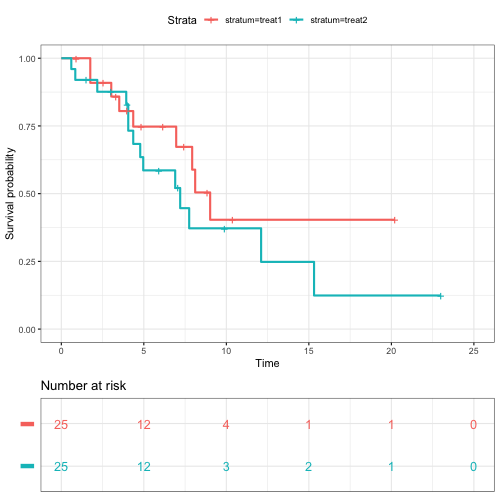 Strata stratum=treat1 stratum=treat2
Survival probability
1.00
0.75
0.50
0.25
0.00
0 5 10 15 20 25
Time
Number at risk
25 12 4 1 1 0
25 12 3 2 1 0